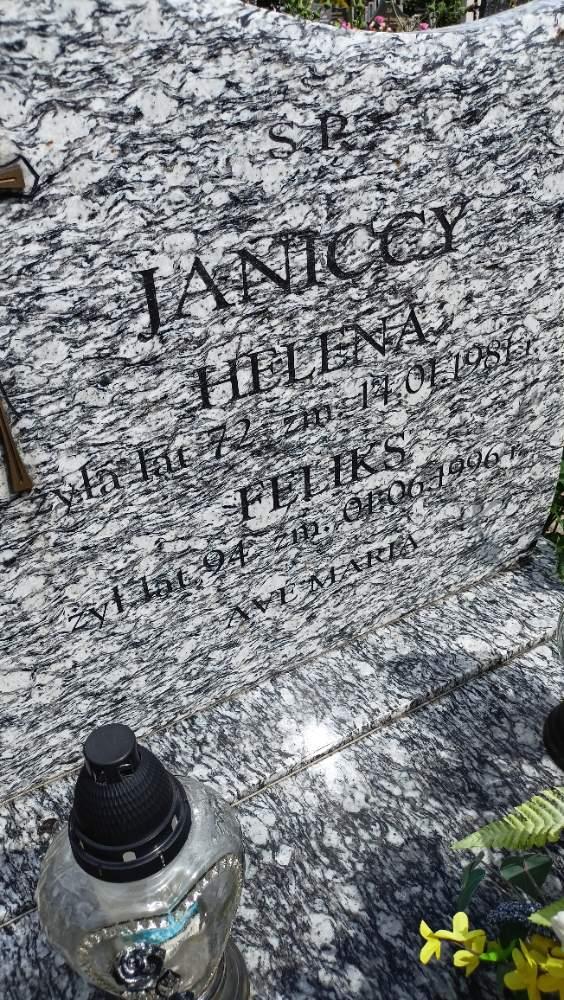 S P.
JANICCY
HELENA
żyła lat 72 zm. 14.01.1981 r.
FELIKS
żył lat 94 zm. 01.06.1996 r.
AVE MARIA